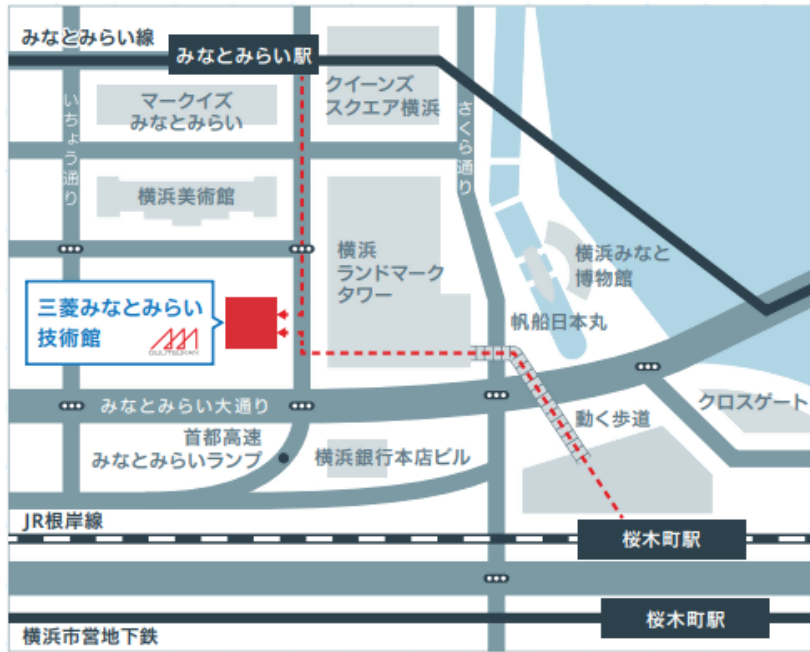 みなとみらい線
みなとみらい駅
クイーンズ
スクエア横浜
マークイズ
みなとみらい
いちょう通り
さくら通り
横浜美術館
横浜
ランドマーク
タワー
横浜みなと
博物館
三菱みなとみらい
技術館
帆船日本丸
みなとみらい大通り
クロスゲート
動く歩道
首都高速
みなとみらいランプ
横浜銀行本店ビル
JR根岸線
桜木町駅
桜木町駅
横浜市営地下鉄